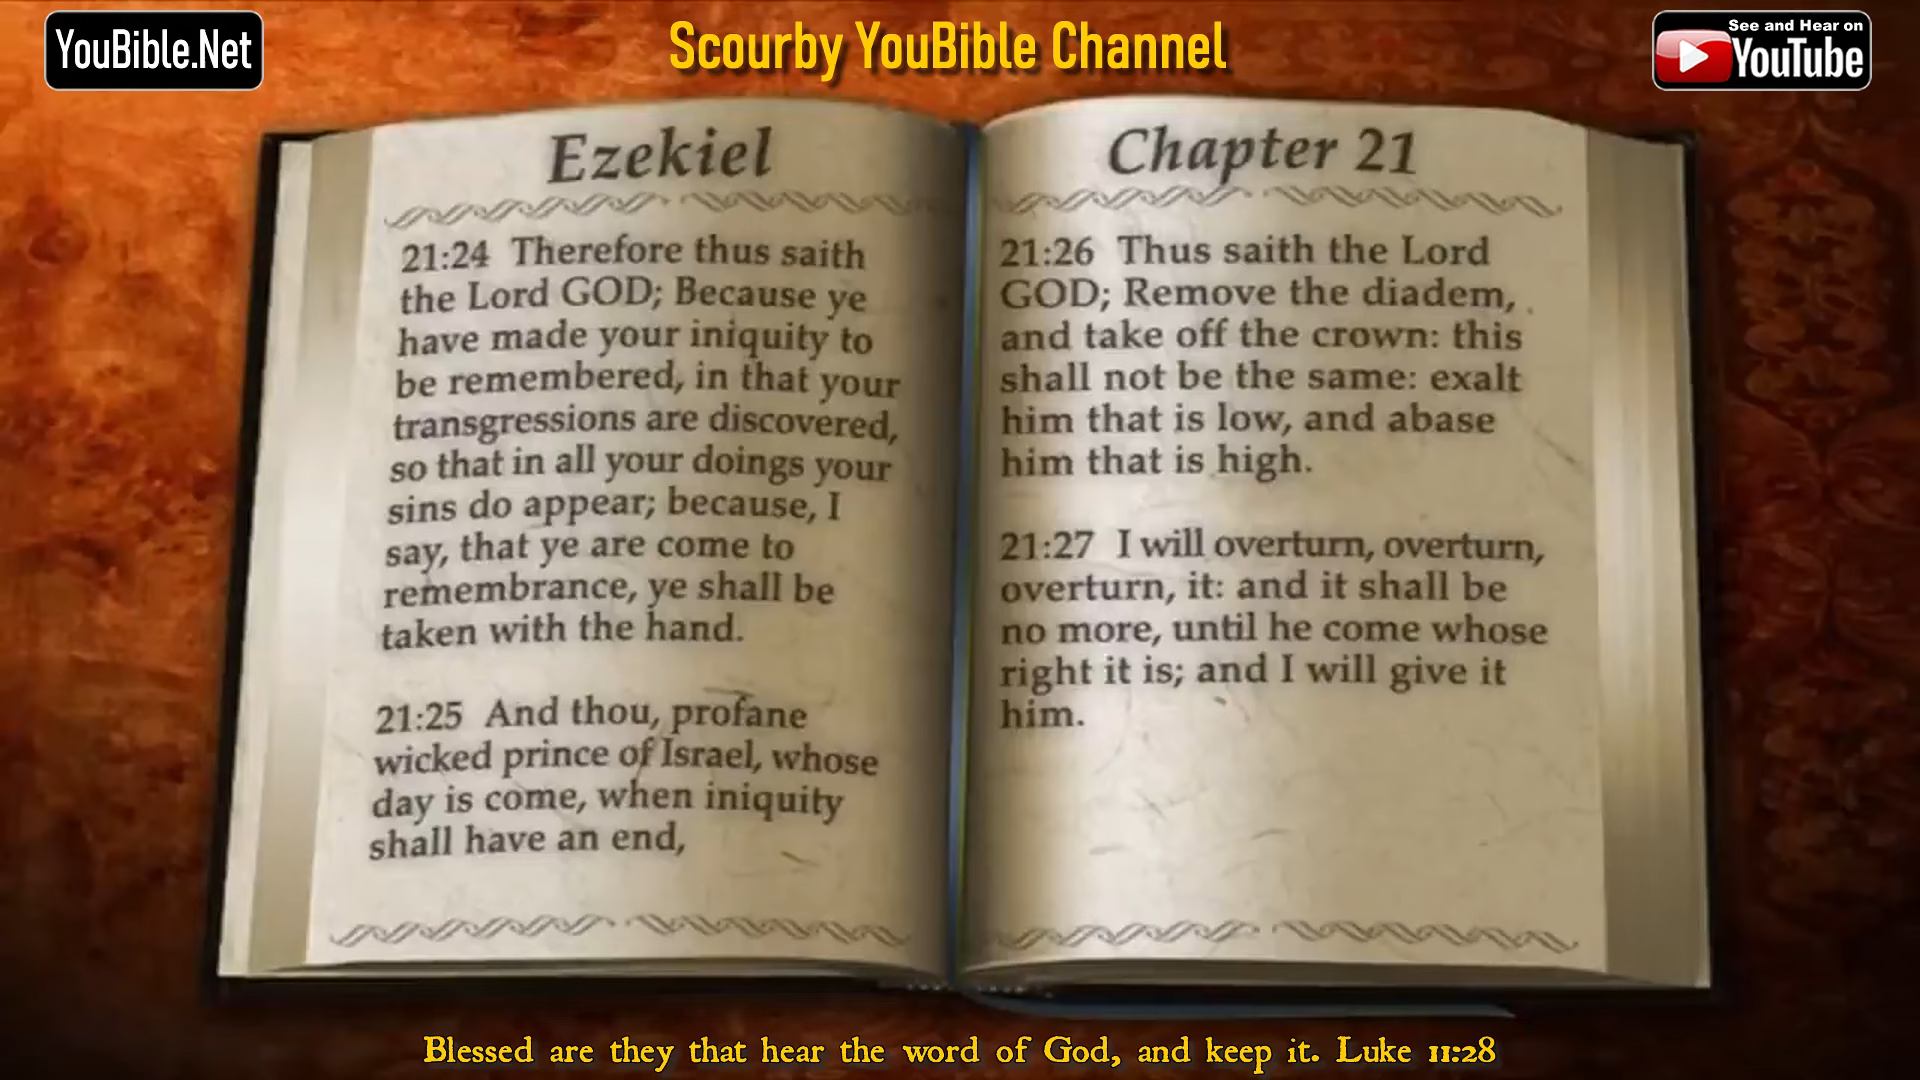 YouBible.Net
Scourby YouBible Channel
See and Hear on
YouTube
Ezekiel
21:24 Therefore thus saith
the Lord GOD; Because ye
have made your iniquity to
be remembered, in that your
transgressions are discovered,
so that in all your doings your
sins do appear; because, I
say, that ye are come to
remembrance, ye shall be
taken with the hand.
21:25 And thou, profane
wicked prince of Israel, whose
day is come, when iniquity
shall have an end,
Chapter 21
21:26 Thus saith the Lord
GOD; Remove the diadem,
and take off the crown: this
shall not be the same: exalt
him that is low, and abase
him that is high.
21:27 I will overturn, overturn,
overturn, it: and it shall be
no more, until he come whose
right it is; and I will give it
him.
Blessed are they that hear the word of God, and keep it. Luke 11:28